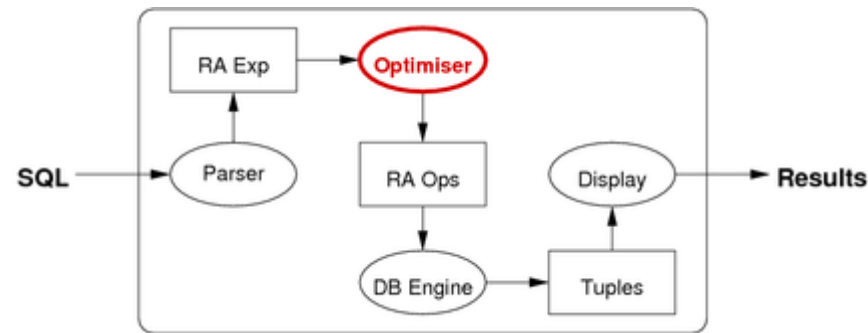 SQL
Parser
RA Exp
Optimiser
RA Ops
DB Engine
Tuples
Display
Results